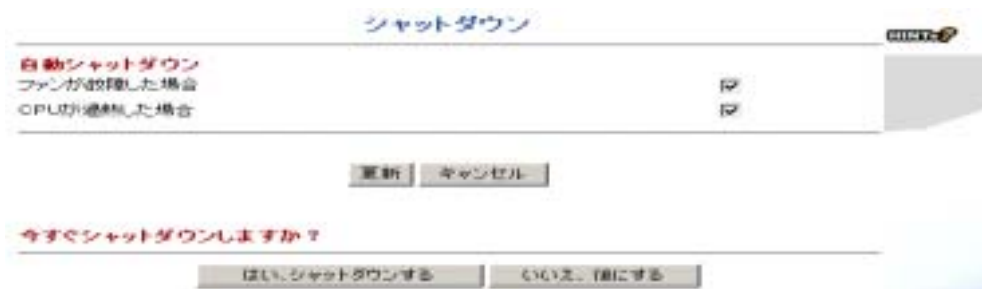 シャットダウン
HINTs
自動シャットダウン
ファンが故障した場合
CPUが過熱した場合
更新 キャンセル
今すぐシャットダウンしますか？
はい、シャットダウンする いいえ、後にする